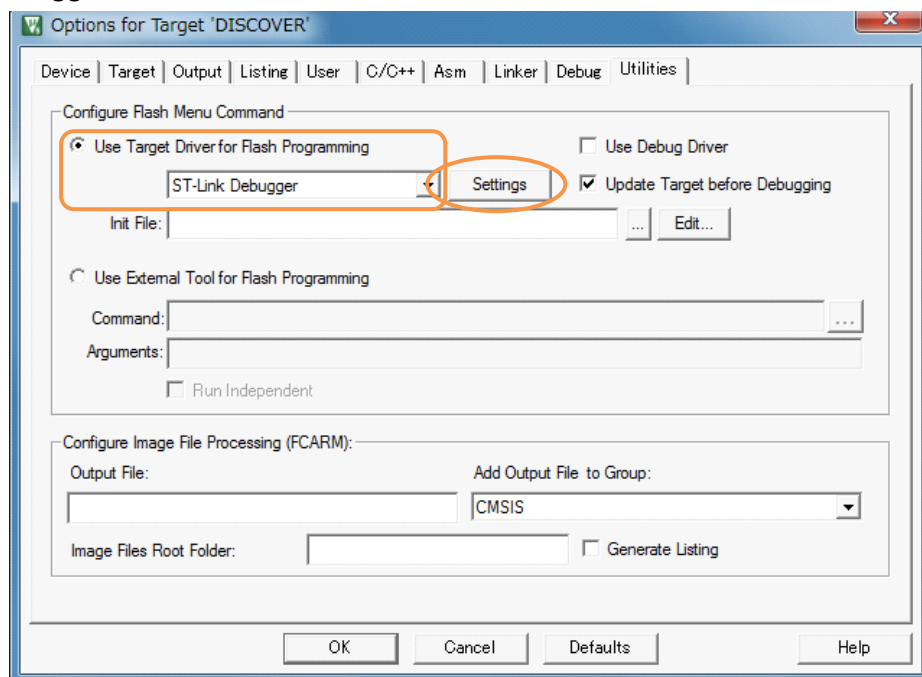 Options for Target 'DISCOVER'
Device Target Output Listing User C/C++ Asm Linker Debug Utilities
Configure Flash Menu Command
Use Target Driver for Flash Programming Use Debug Driver
ST-Link Debugger Settings Update Target before Debugging
Init File: ... Edit...
Use External Tool for Flash Programming
Command: ...
Arguments:
Run Independent
Configure Image File Processing (FCARM):
Output File: Add Output File to Group:
CMSIS
Image Files Root Folder: Generate Listing
OK Cancel Defaults Help